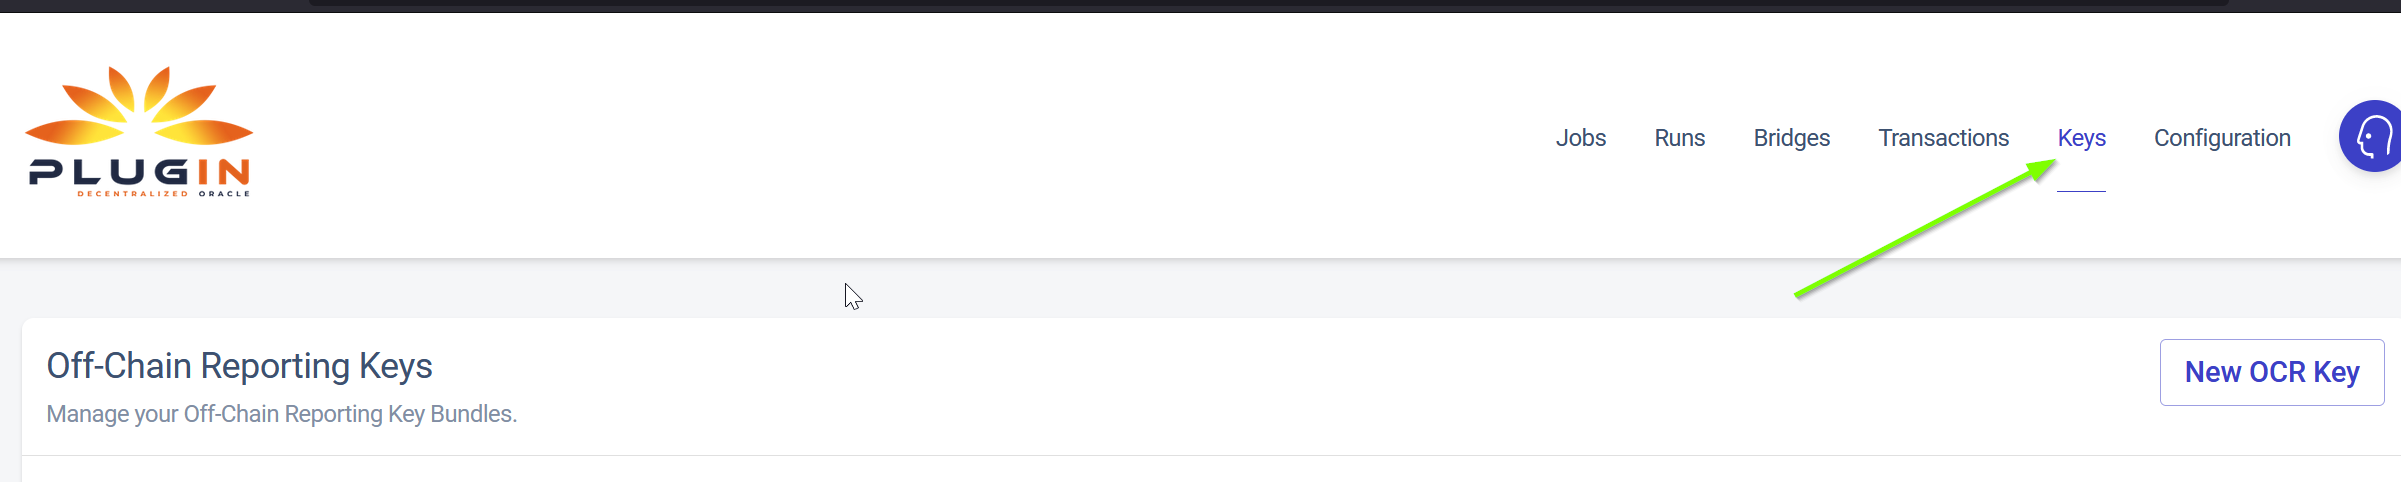 PLUGIN
DECENTRALIZED ORACLE
Jobs Runs Bridges Transactions Keys Configuration
Off-Chain Reporting Keys
New OCR Key
Manage your Off-Chain Reporting Key Bundles.